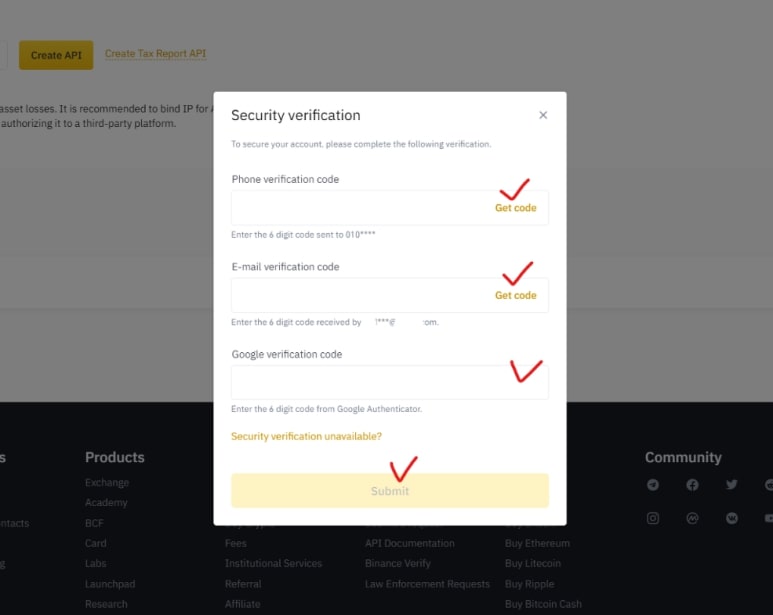 Create API
Create Tax Report API
asset losses. It is recommended to bind IP for
authorizing it to a third-party platform.
Security verification
To secure your account, please complete the following verification.
Phone verification code
Get code
Enter the 6 digit code sent to 010****
E-mail verification code
Get code
Enter the 6 digit code received by !***@ om.
Google verification code
Enter the 6 digit code from Google Authenticator.
Security verification unavailable?
Submit
Products
Community
Exchange
Academy
ntacts
BCF
Card
Fees
API Documentation
Buy Ethereum
Labs
Institutional Services
Binance Verify
Buy Litecoin
Launchpad
Referral
Law Enforcement Requests
Buy Ripple
Research
Affiliate
Buy Bitcoin Cash